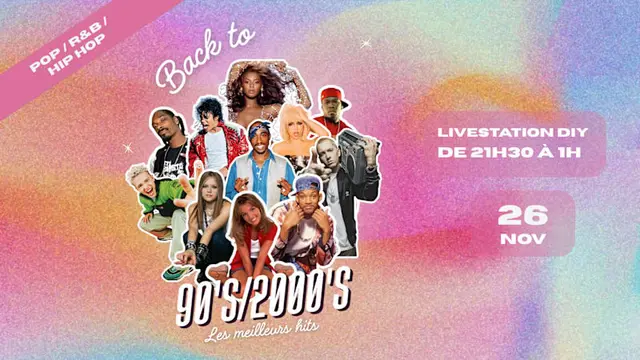 POP / R&B /
HIP HOP
Back to
90'S/2000'S
Les meilleurs hits
LIVESTATION DIY
DE 21H30 À 1H
26
NOV